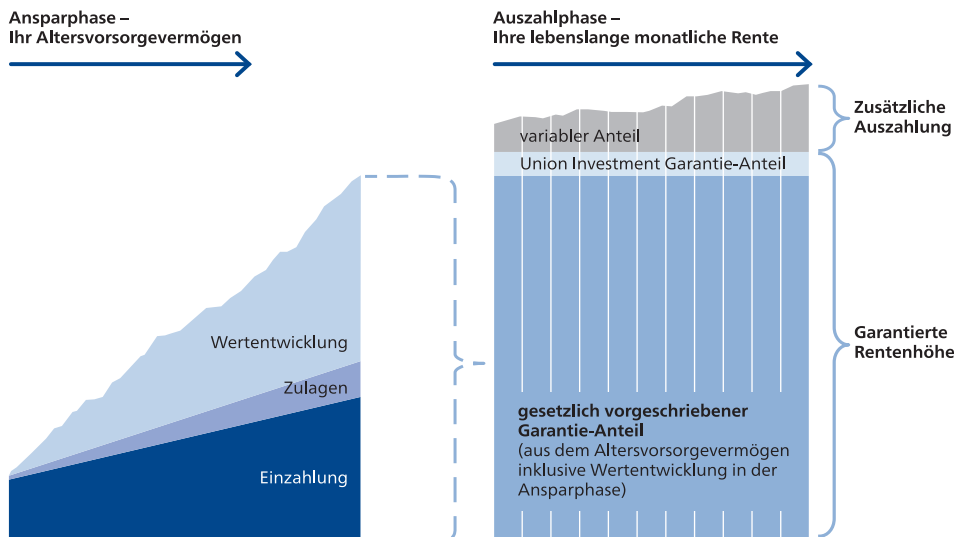 Ansparphase –
Ihr Altersvorsorgevermögen
Wertentwicklung
Zulagen
Einzahlung
Auszahlphase –
Ihre lebenslange monatliche Rente
variabler Anteil
Union Investment Garantie-Anteil
gesetzlich vorgeschriebener
Garantie-Anteil
(aus dem Altersvorsorgevermögen
inklusive Wertentwicklung in der
Ansparphase)
Zusätzliche
Auszahlung
Garantierte
Rentenhöhe